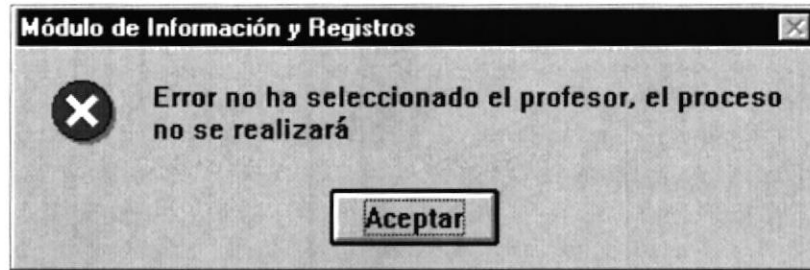 Módulo de Información y Registros
Error no ha seleccionado el profesor, el proceso
no se realizará
Aceptar